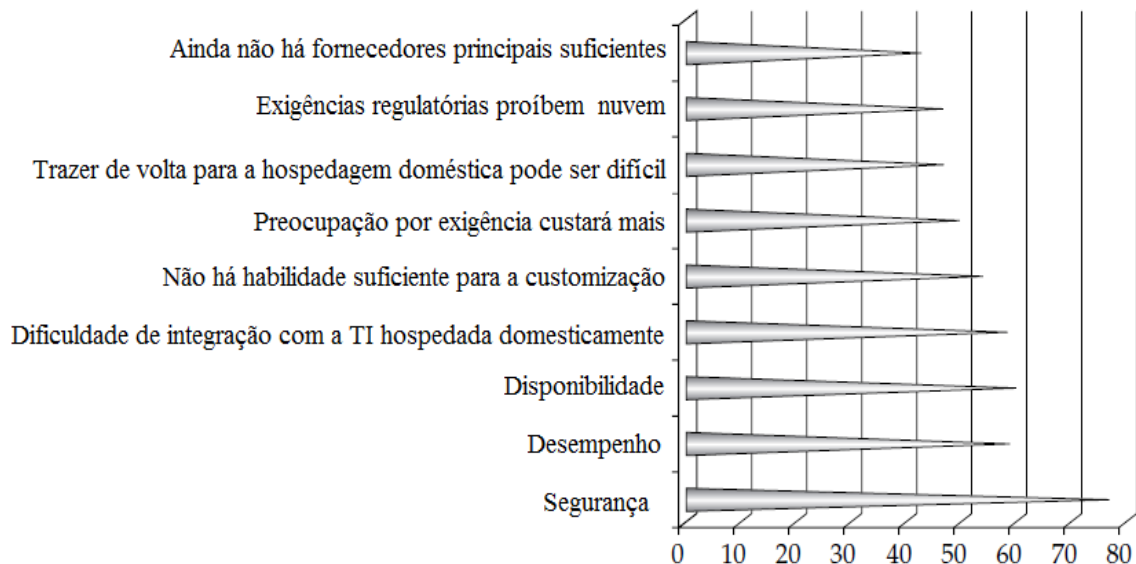 Ainda não há fornecedores principais suficientes
Exigências regulatórias proíbem nuvem
Trazer de volta para a hospedagem doméstica pode ser difícil
Preocupação por exigência custará mais
Não há habilidade suficiente para a customização
Dificuldade de integração com a TI hospedada domesticamente
Disponibilidade
Desempenho
Segurança
0 10 20 30 40 50 60 70 80